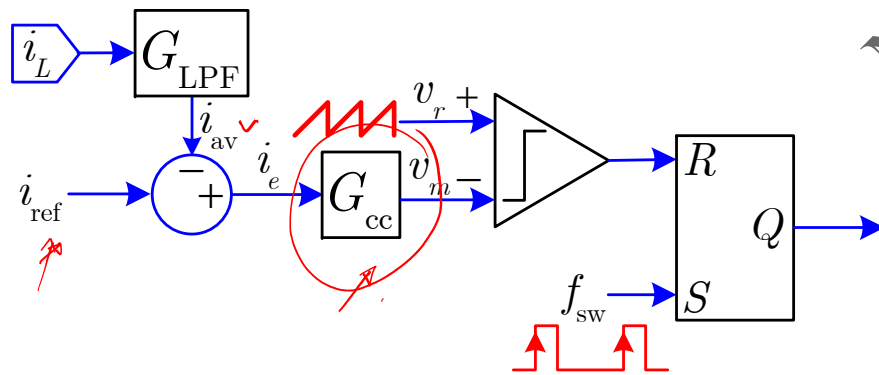 i_L
G_LPF
i_av
v_r +
i_ref
− +
i_e
G_cc
v_m −
R
Q
f_sw
S